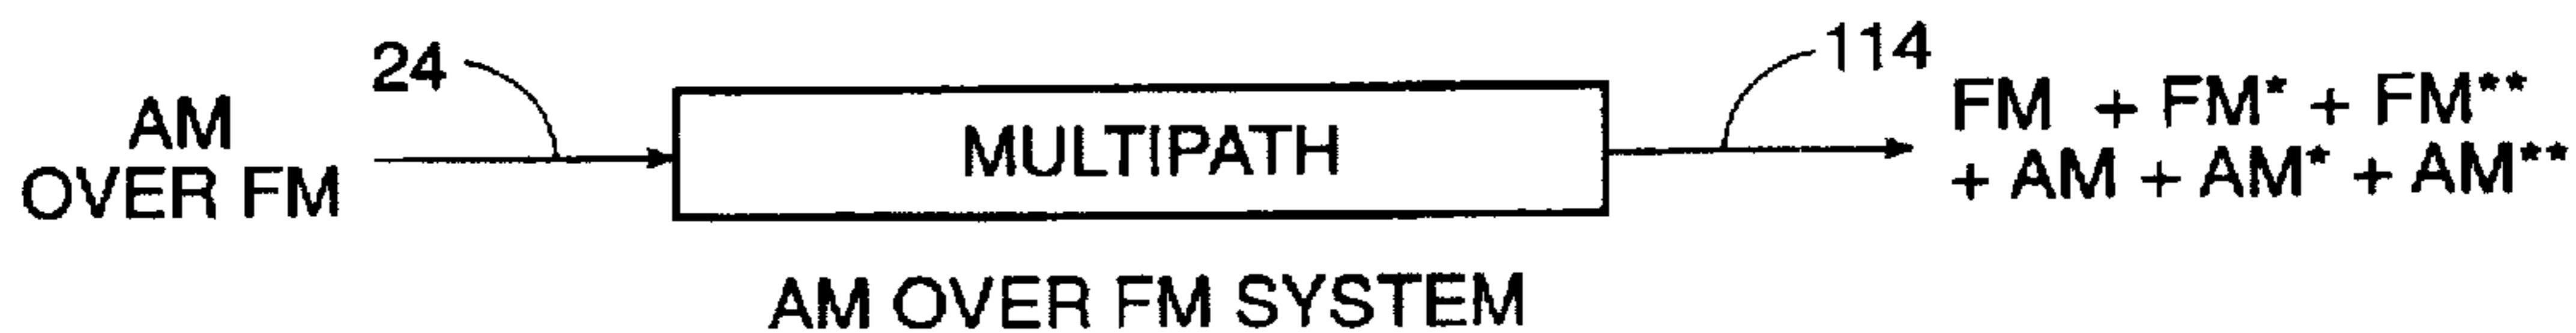 24
114
AM
OVER FM
MULTIPATH
FM + FM* + FM**
+ AM + AM* + AM**
AM OVER FM SYSTEM